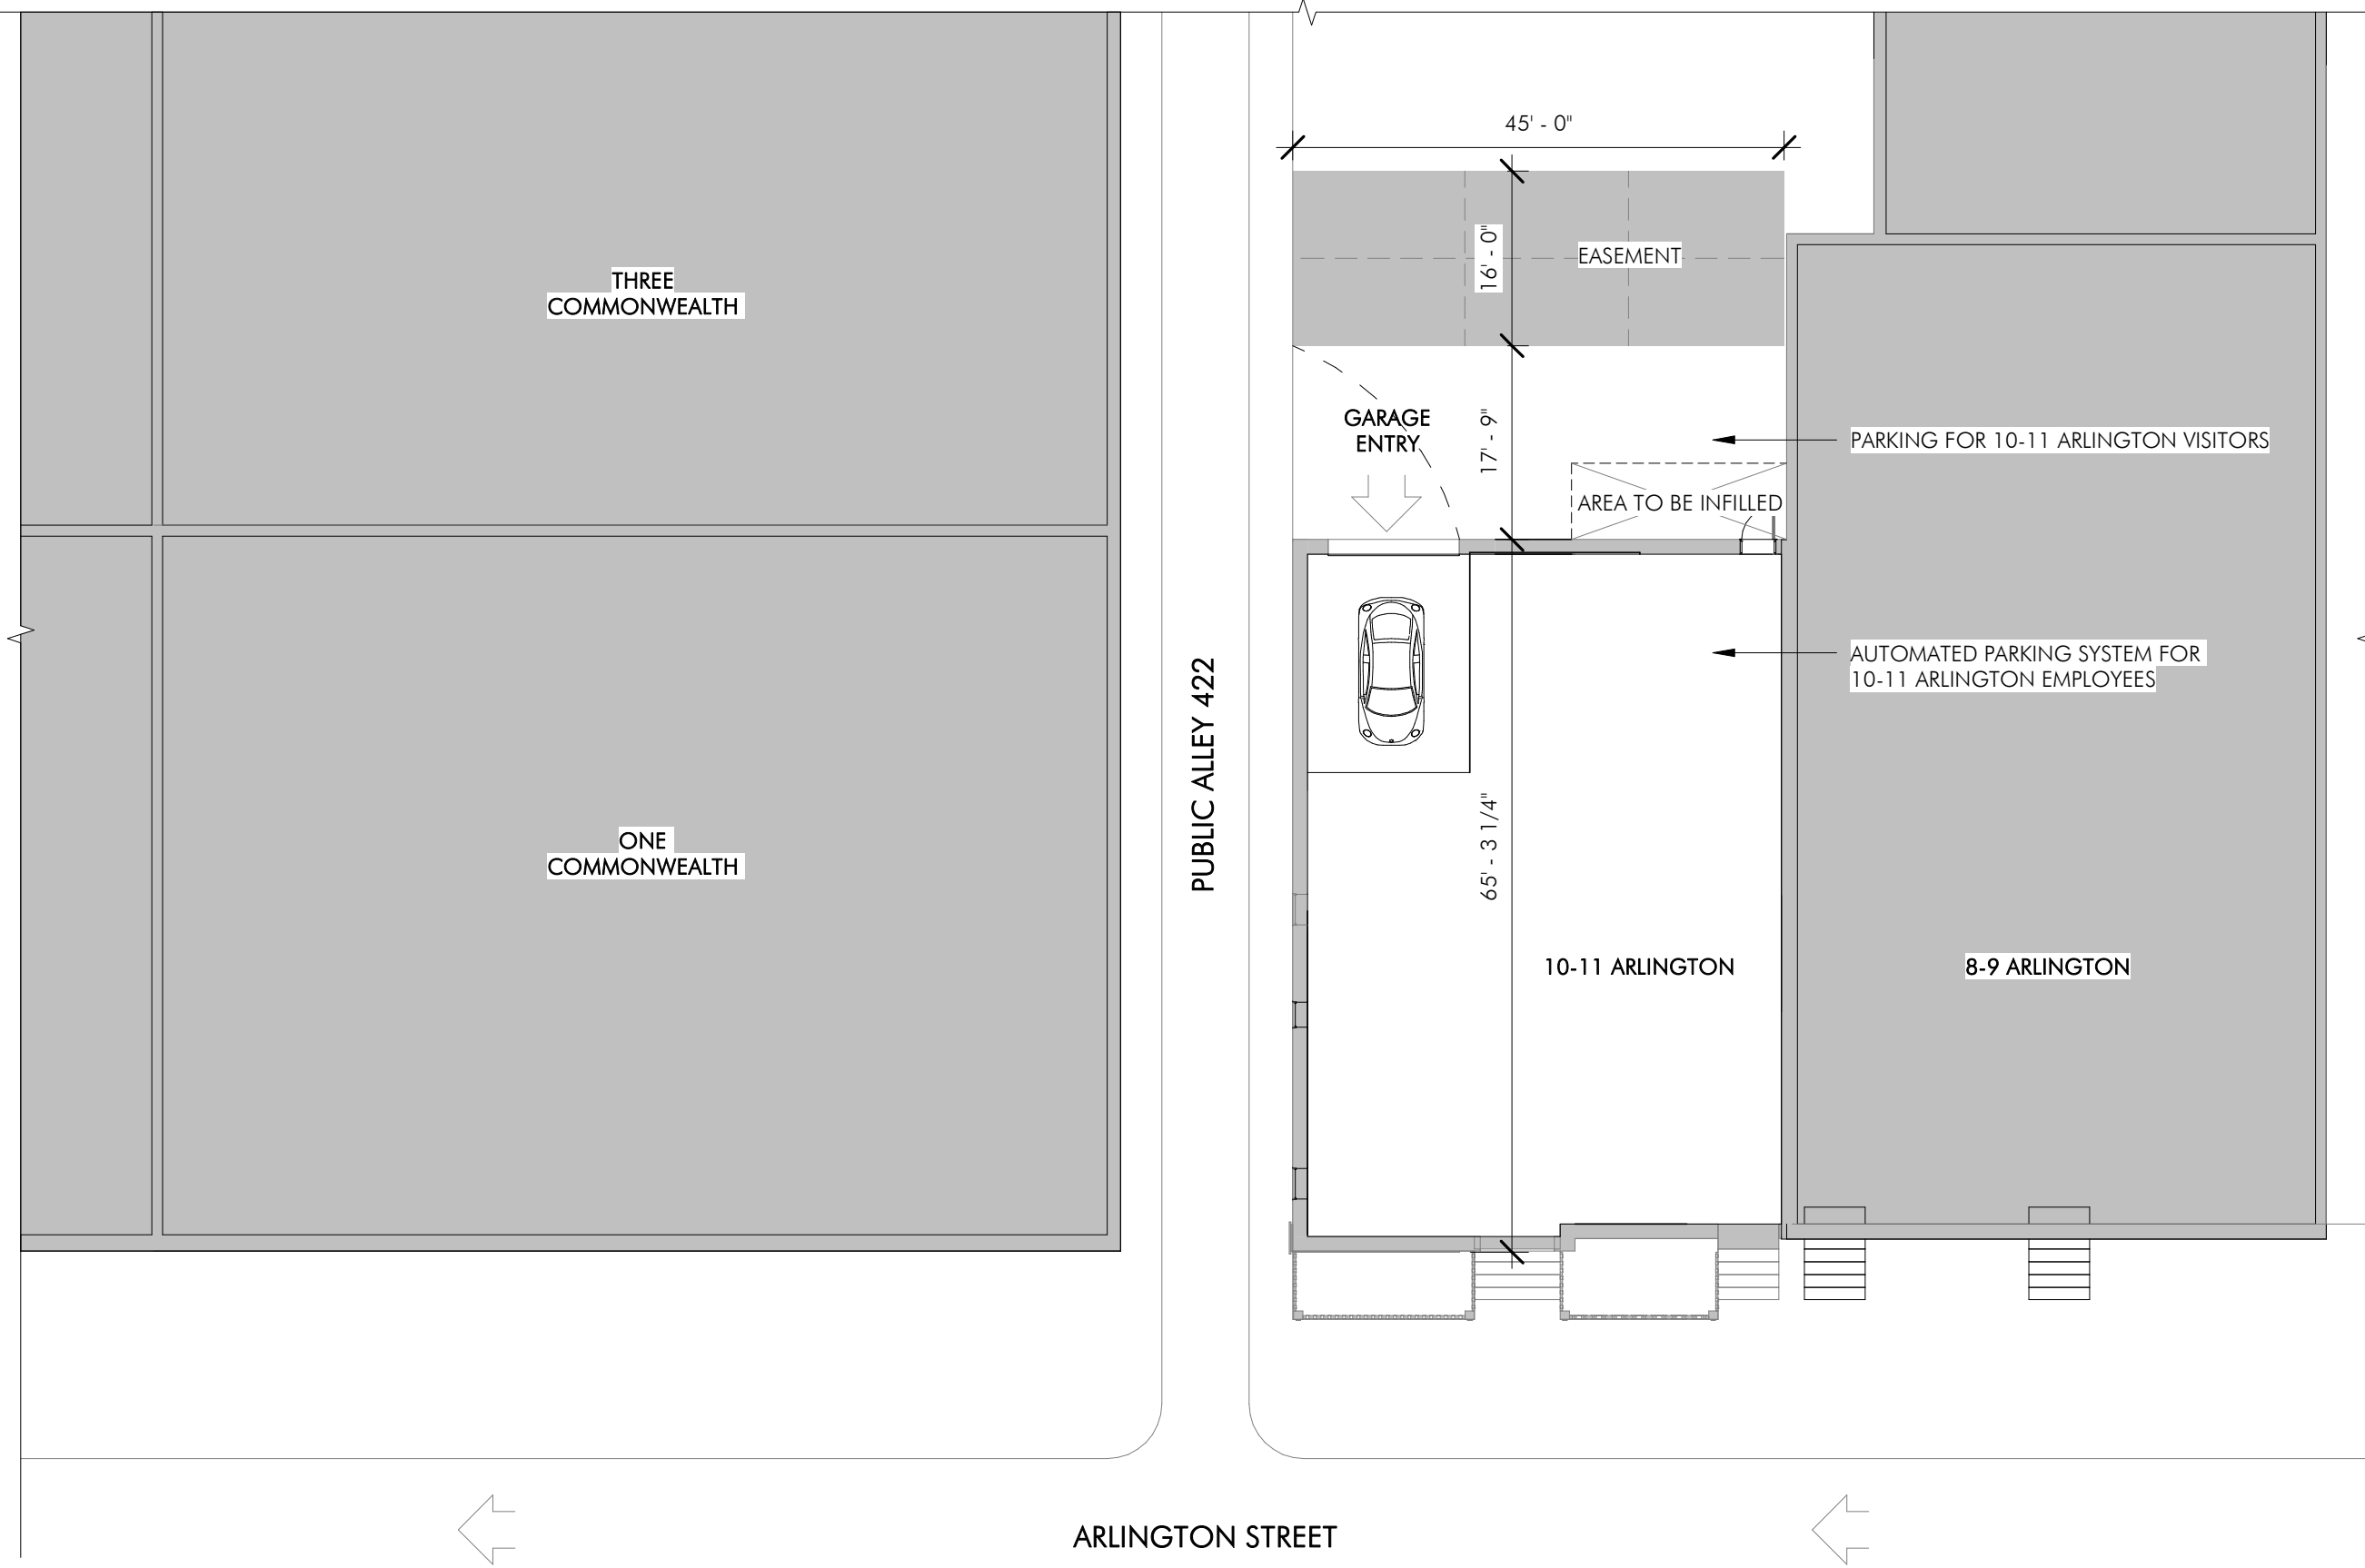 45' - 0"
THREE
COMMONWEALTH
16' - 0"
EASEMENT
GARAGE
ENTRY
17' - 9"
PARKING FOR 10-11 ARLINGTON VISITORS
AREA TO BE INFILLED
AUTOMATED PARKING SYSTEM FOR
10-11 ARLINGTON EMPLOYEES
PUBLIC ALLEY 422
65' - 3 1/4"
ONE
COMMONWEALTH
10-11 ARLINGTON
8-9 ARLINGTON
ARLINGTON STREET